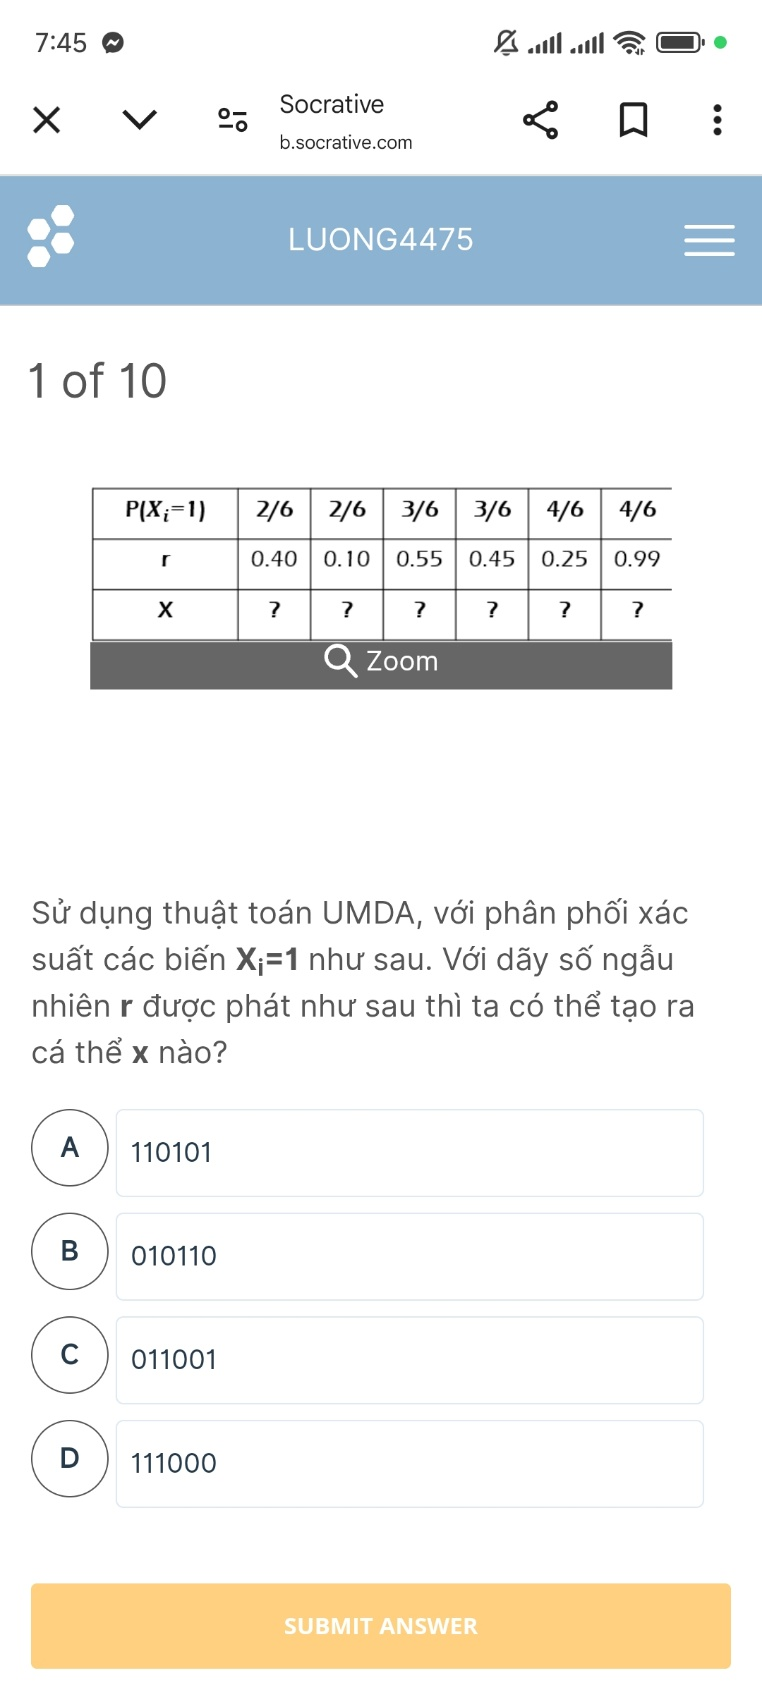 7:45
Socrative
b.socrative.com
LUONG4475
1 of 10
P(Xi=1) 2/6 2/6 3/6 3/6 4/6 4/6
r 0.40 0.10 0.55 0.45 0.25 0.99
X ? ? ? ? ? ?
Zoom
Sử dụng thuật toán UMDA, với phân phối xác
suất các biến Xi=1 như sau. Với dãy số ngẫu
nhiên r được phát như sau thì ta có thể tạo ra
cá thể x nào?
A 110101
B 010110
C 011001
D 111000
SUBMIT ANSWER